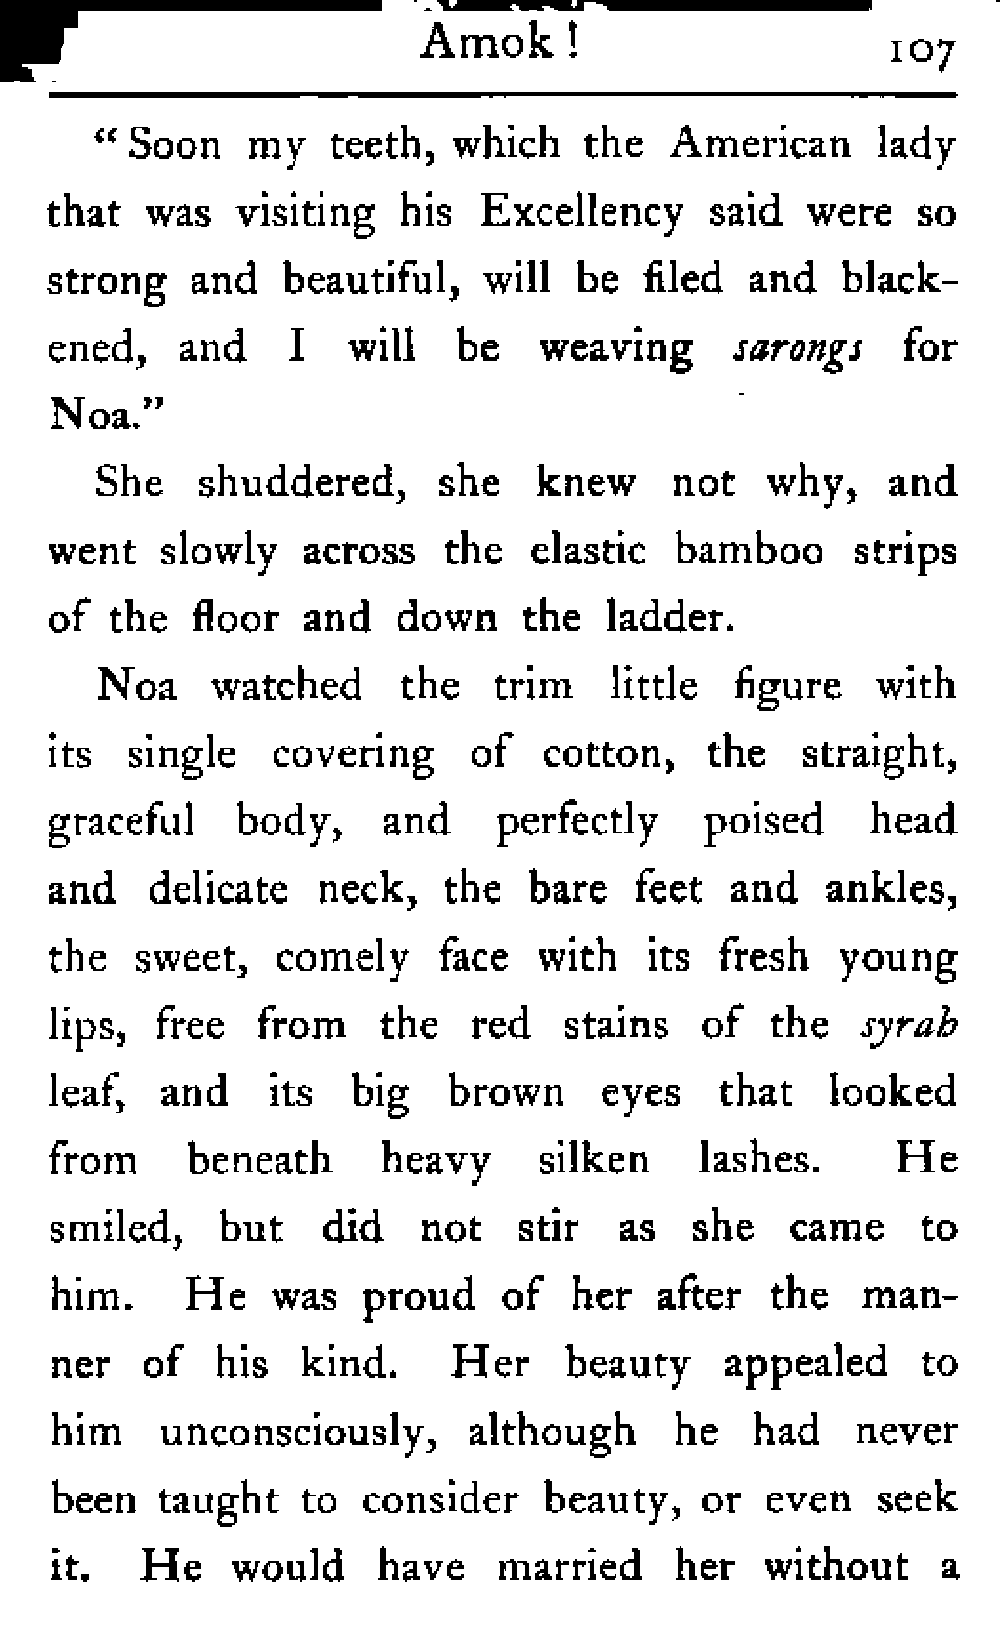 Amok! 107
"Soon my teeth, which the American lady
that was visiting his Excellency said were so
strong and beautiful, will be filed and black-
ened, and I will be weaving sarongs for
Noa."
She shuddered, she knew not why, and
went slowly across the elastic bamboo strips
of the floor and down the ladder.
Noa watched the trim little figure with
its single covering of cotton, the straight,
graceful body, and perfectly poised head
and delicate neck, the bare feet and ankles,
the sweet, comely face with its fresh young
lips, free from the red stains of the syrah
leaf, and its big brown eyes that looked
from beneath heavy silken lashes. He
smiled, but did not stir as she came to
him. He was proud of her after the man-
ner of his kind. Her beauty appealed to
him unconsciously, although he had never
been taught to consider beauty, or even seek
it. He would have married her without a